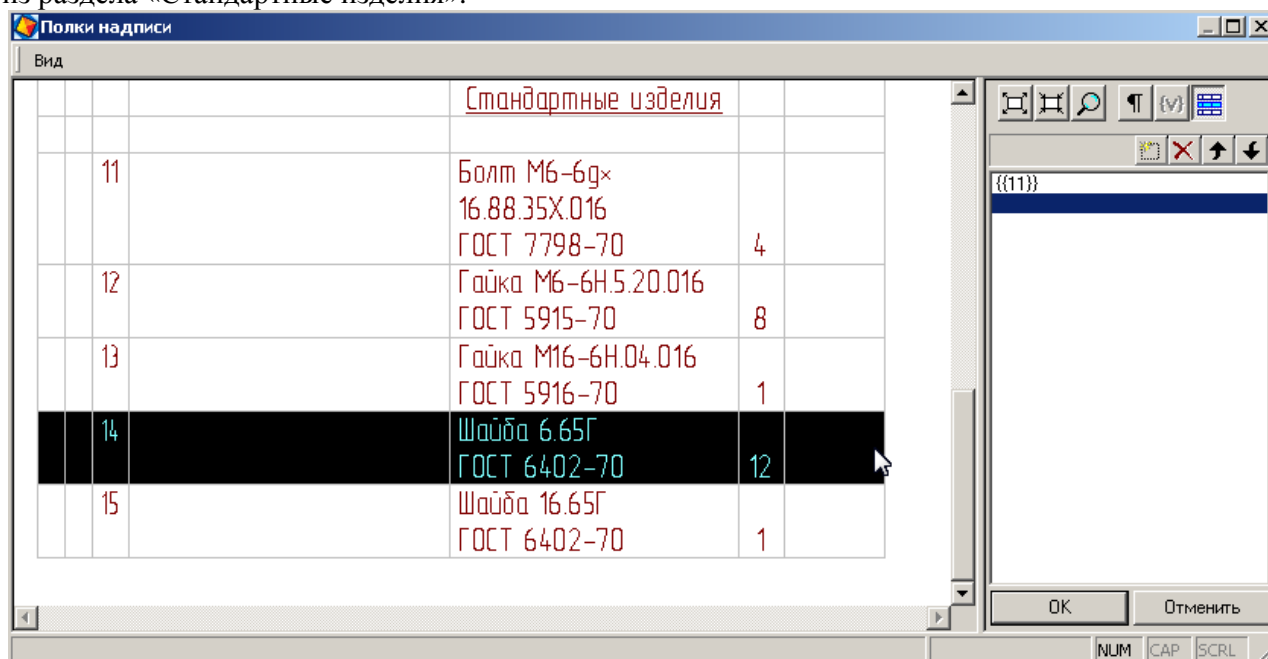 из раздела «Стандартные изделия».
Полки надписи
Вид
Стандартные изделия
11 Болт М6-6g×
16.88.35Х.016
ГОСТ 7798-70 4
12 Гайка М6-6Н.5.20.016
ГОСТ 5915-70 8
13 Гайка М16-6Н.04.016
ГОСТ 5916-70 1
14 Шайба 6.65Г
ГОСТ 6402-70 12
15 Шайба 16.65Г
ГОСТ 6402-70 1
¶ {v}
{{11}}
OK Отменить
NUM CAP SCRL